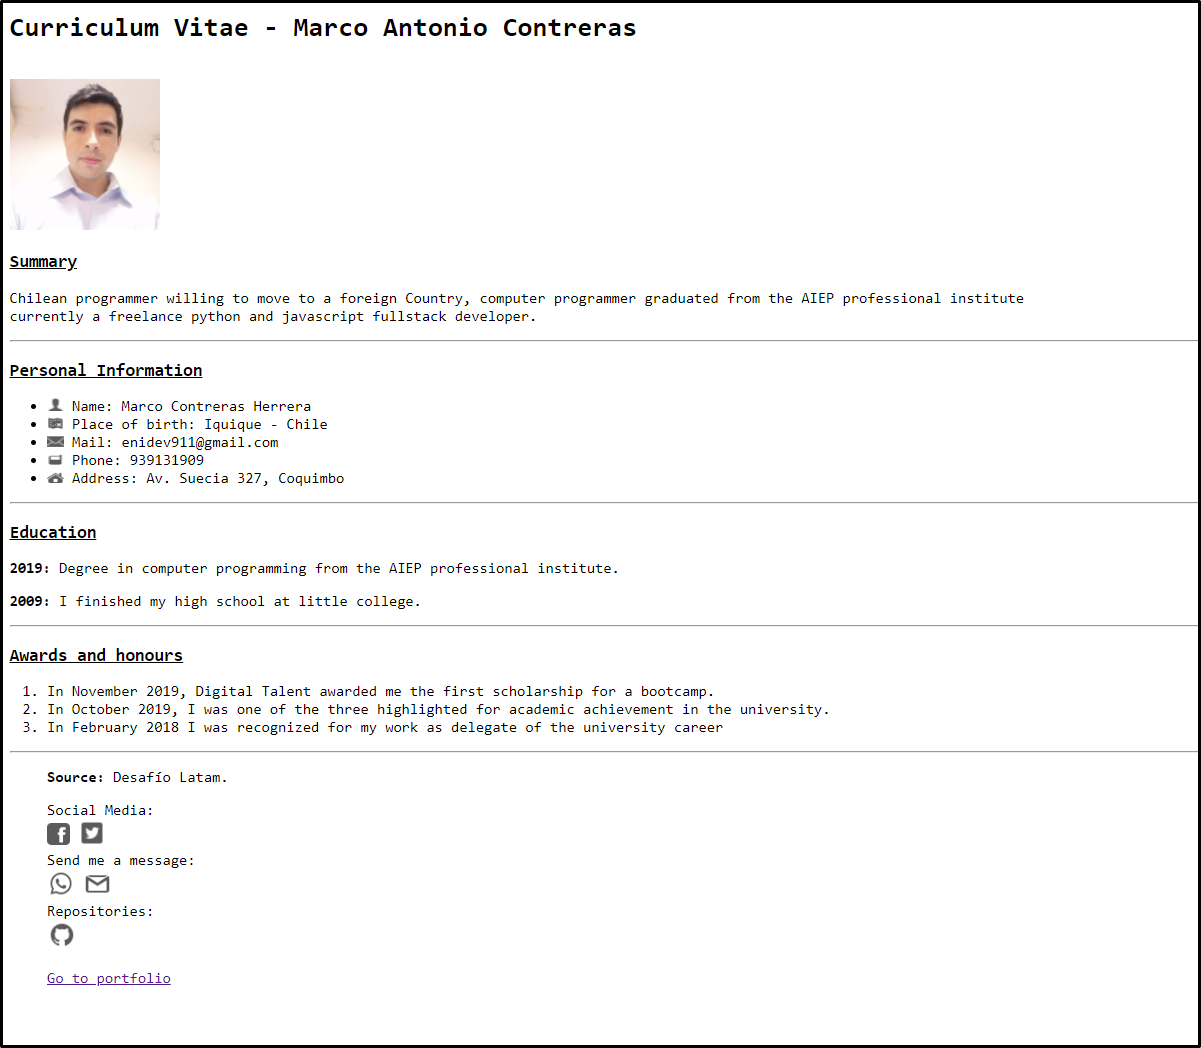 Curriculum Vitae - Marco Antonio Contreras
Summary
Chilean programmer willing to move to a foreign Country, computer programmer graduated from the AIEP professional institute
currently a freelance python and javascript fullstack developer.
Personal Information
Name: Marco Contreras Herrera
Place of birth: Iquique - Chile
Mail: enidev911@gmail.com
Phone: 939131909
Address: Av. Suecia 327, Coquimbo
Education
2019: Degree in computer programming from the AIEP professional institute.
2009: I finished my high school at little college.
Awards and honours
1. In November 2019, Digital Talent awarded me the first scholarship for a bootcamp.
2. In October 2019, I was one of the three highlighted for academic achievement in the university.
3. In February 2018 I was recognized for my work as delegate of the university career
Source: Desafío Latam.
Social Media:
Send me a message:
Repositories:
Go to portfolio